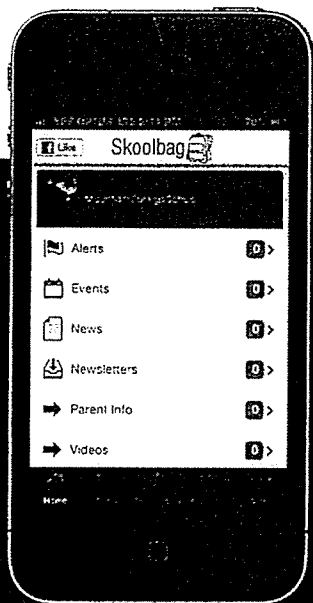 Like Skoolbag
Alerts 0
Events 0
News 0
Newsletters 0
Parent Info 0
Videos 0
Home